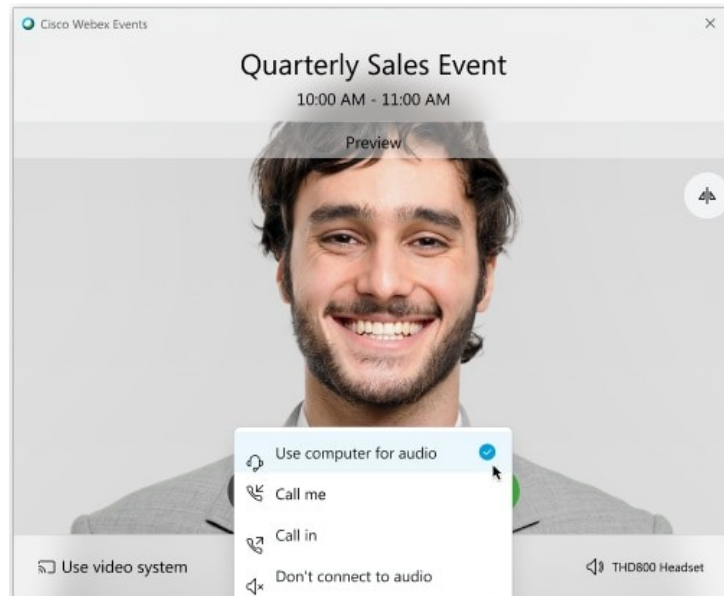 Cisco Webex Events
Quarterly Sales Event
10:00 AM - 11:00 AM
Preview
Use computer for audio
Call me
Call in
Don't connect to audio
Use video system
THD800 Headset